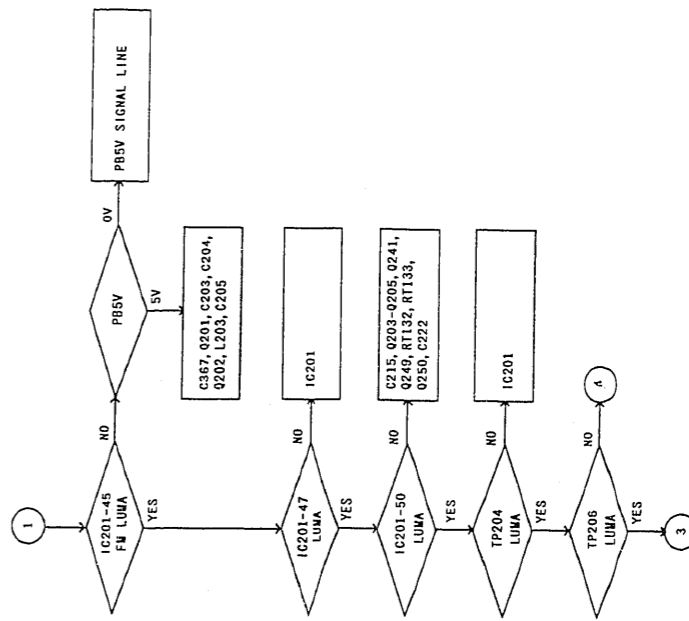 1
IC201-45
FM LUMA
NO
YES
PB5V
0V
5V
PB5V SIGNAL LINE
C367, Q201, C203, C204,
Q202, L203, C205
IC201-47
LUMA
NO
YES
IC201
IC201-50
LUMA
NO
YES
C215, Q203-Q205, Q241,
Q249, RT132, RT133,
Q250, C222
TP204
LUMA
NO
YES
IC201
TP206
LUMA
NO
YES
4
3